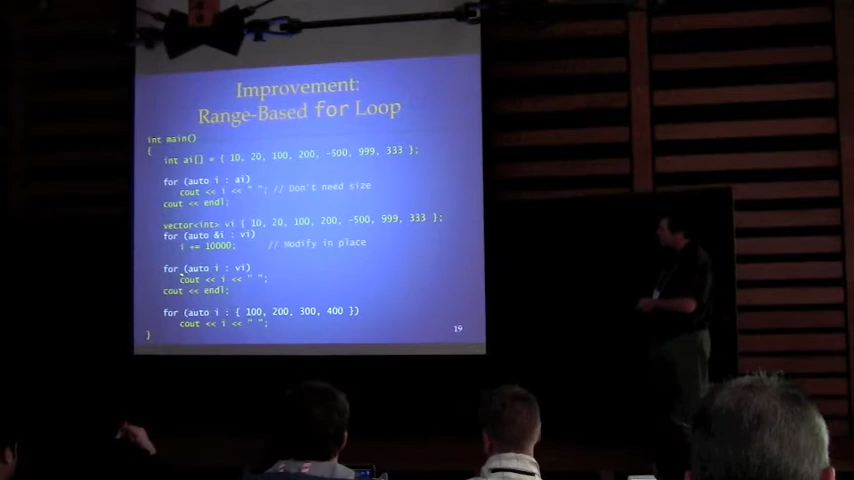 Improvement:
Range-Based for Loop
int main()
{
int ai[] = { 10, 20, 100, 200, -500, 999, 333 };
for (auto i : ai)
cout << i << " "; // Don't need size
cout << endl;
vector<int> vi { 10, 20, 100, 200, -500, 999, 333 };
for (auto &i : vi)
i += 10000; // Modify in place
for (auto i : vi)
cout << i << " ";
cout << endl;
for (auto i : { 100, 200, 300, 400 })
cout << i << " ";
}
19